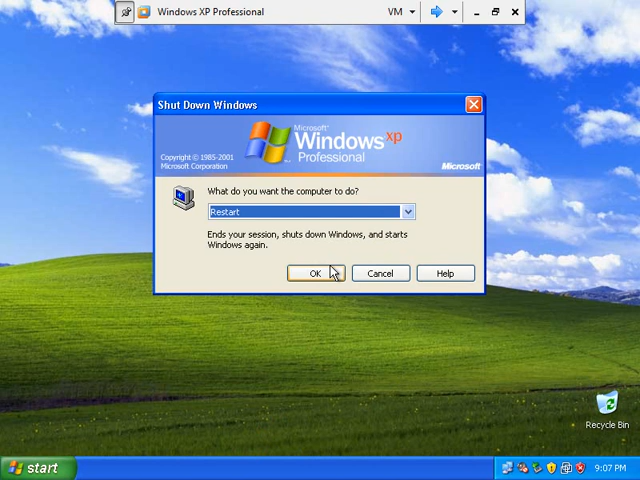 Windows XP Professional
VM
Shut Down Windows
Copyright © 1985-2001
Microsoft Corporation
Microsoft®
Windows xp
Professional
Microsoft
What do you want the computer to do?
Restart
Ends your session, shuts down Windows, and starts
Windows again.
OK
Cancel
Help
Recycle Bin
start
9:07 PM